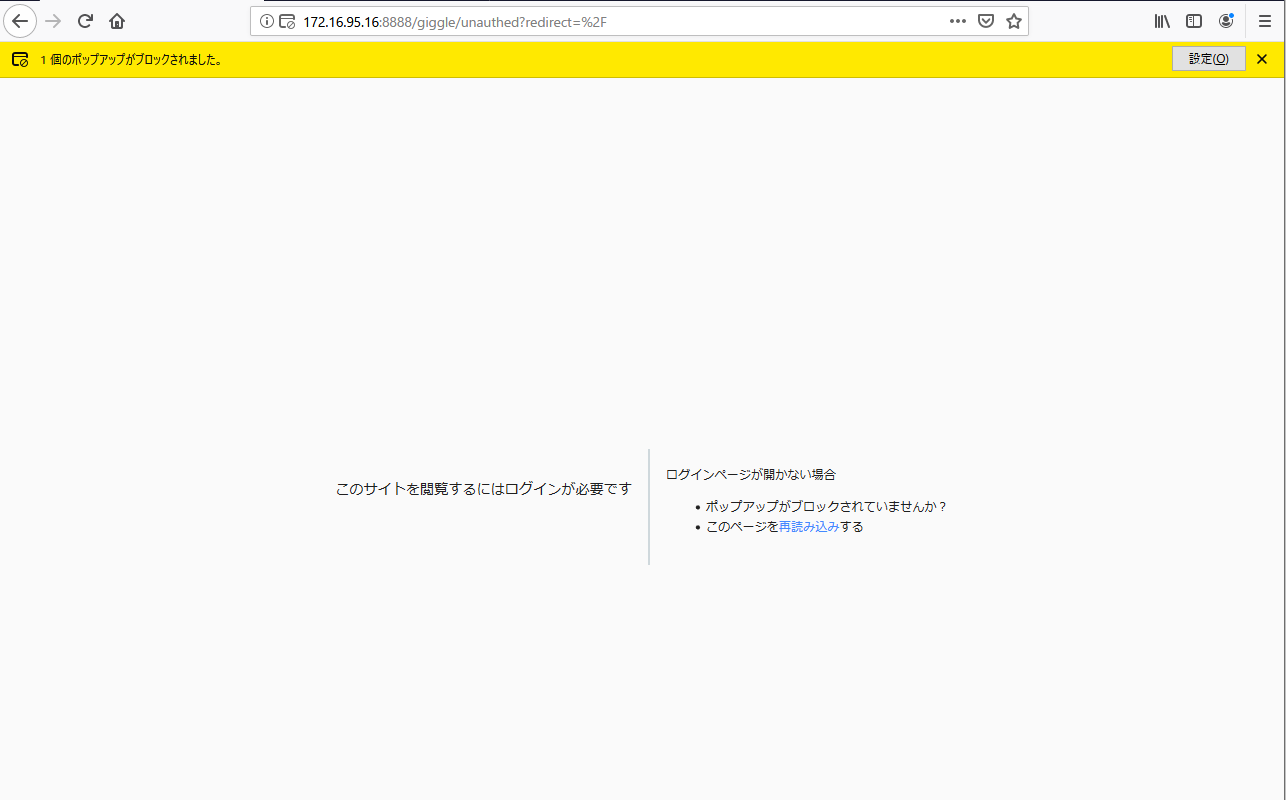 172.16.95.16:8888/giggle/unauthed?redirect=%2F
1 個のポップアップがブロックされました。
設定(O)
このサイトを閲覧するにはログインが必要です
ログインページが開かない場合
• ポップアップがブロックされていませんか？
• このページを再読み込みする